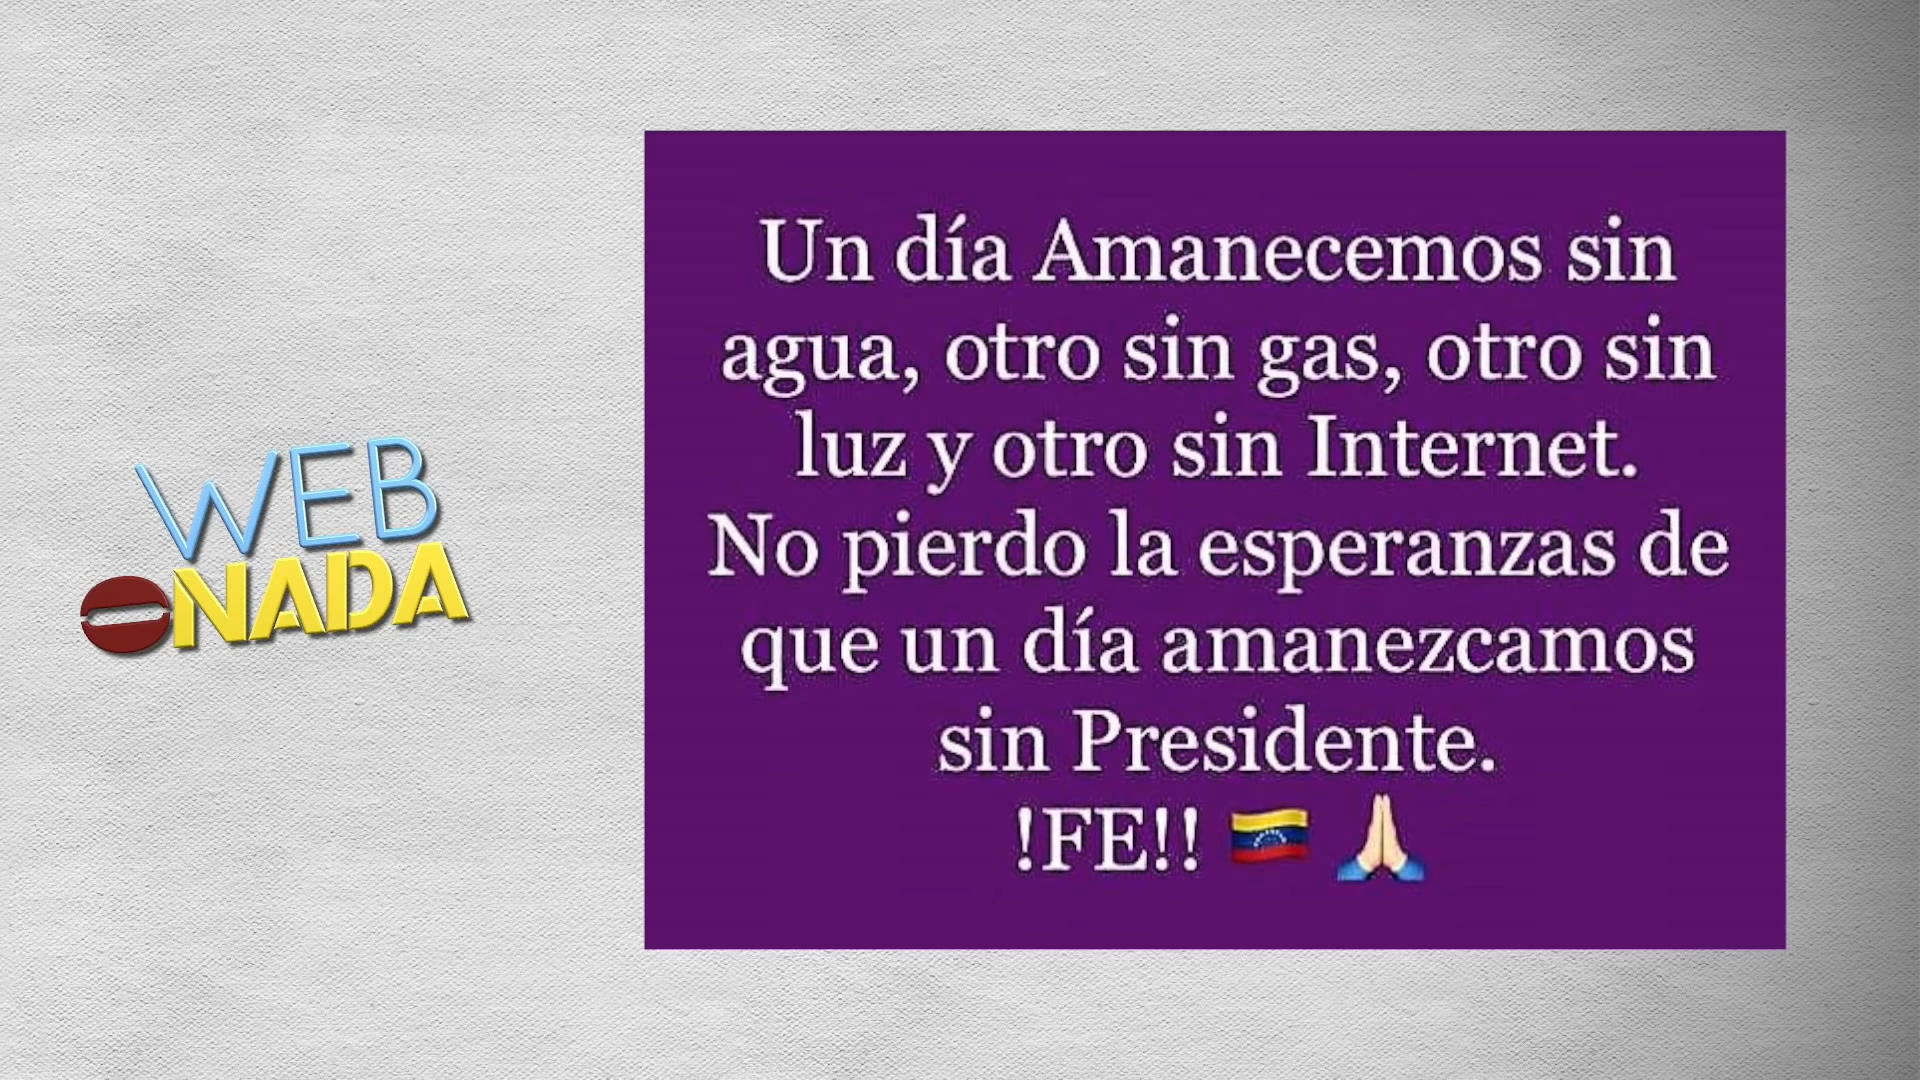 WEB
ONADA
Un día Amanecemos sin
agua, otro sin gas, otro sin
luz y otro sin Internet.
No pierdo la esperanzas de
que un día amanezcamos
sin Presidente.
!FE!! 🇻🇪 🙏🏻